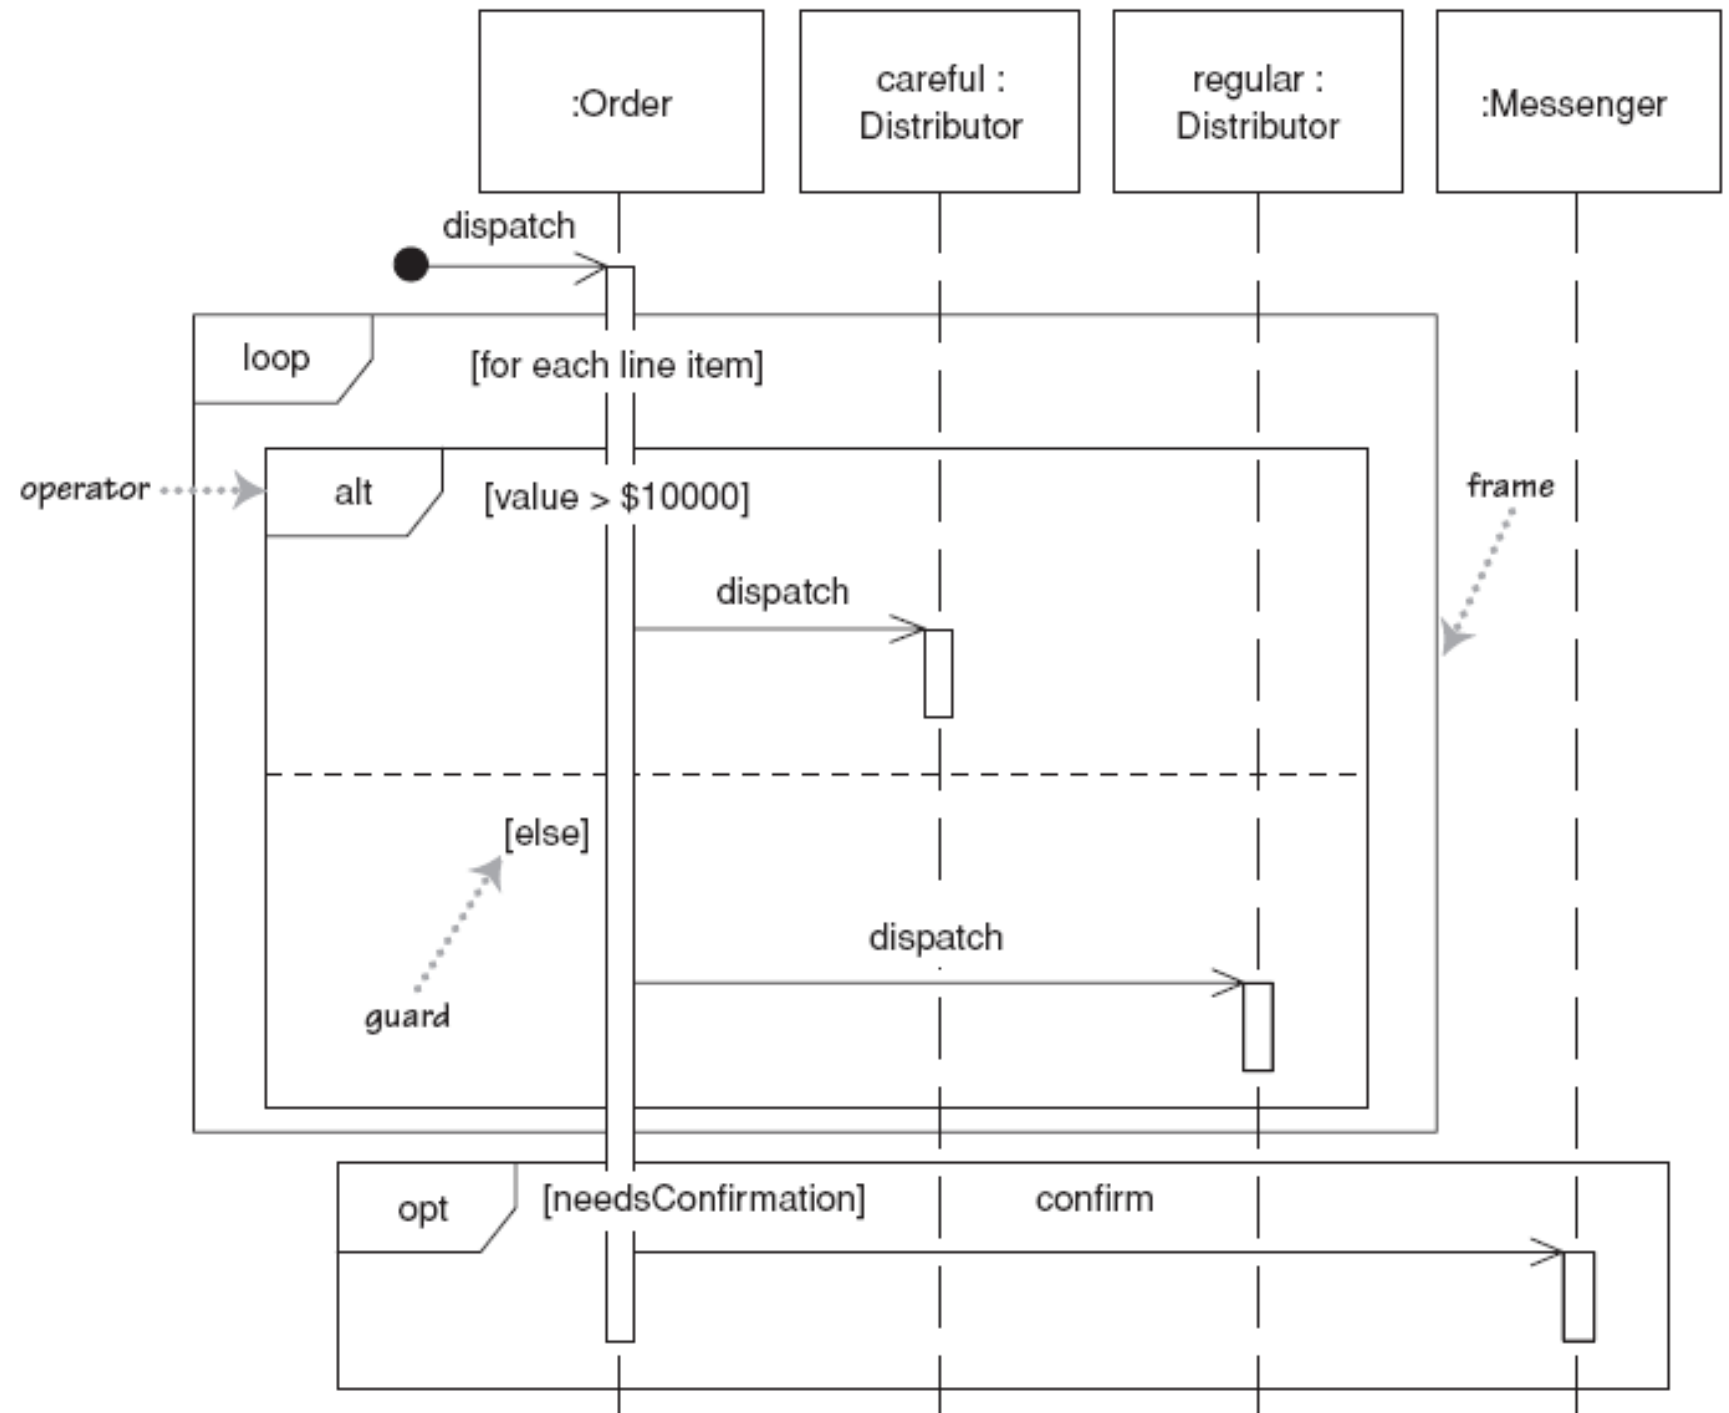 :Order
careful :
Distributor
regular :
Distributor
:Messenger
dispatch
loop
[for each line item]
operator
alt
[value > $10000]
frame
dispatch
[else]
dispatch
guard
opt
[needsConfirmation]
confirm